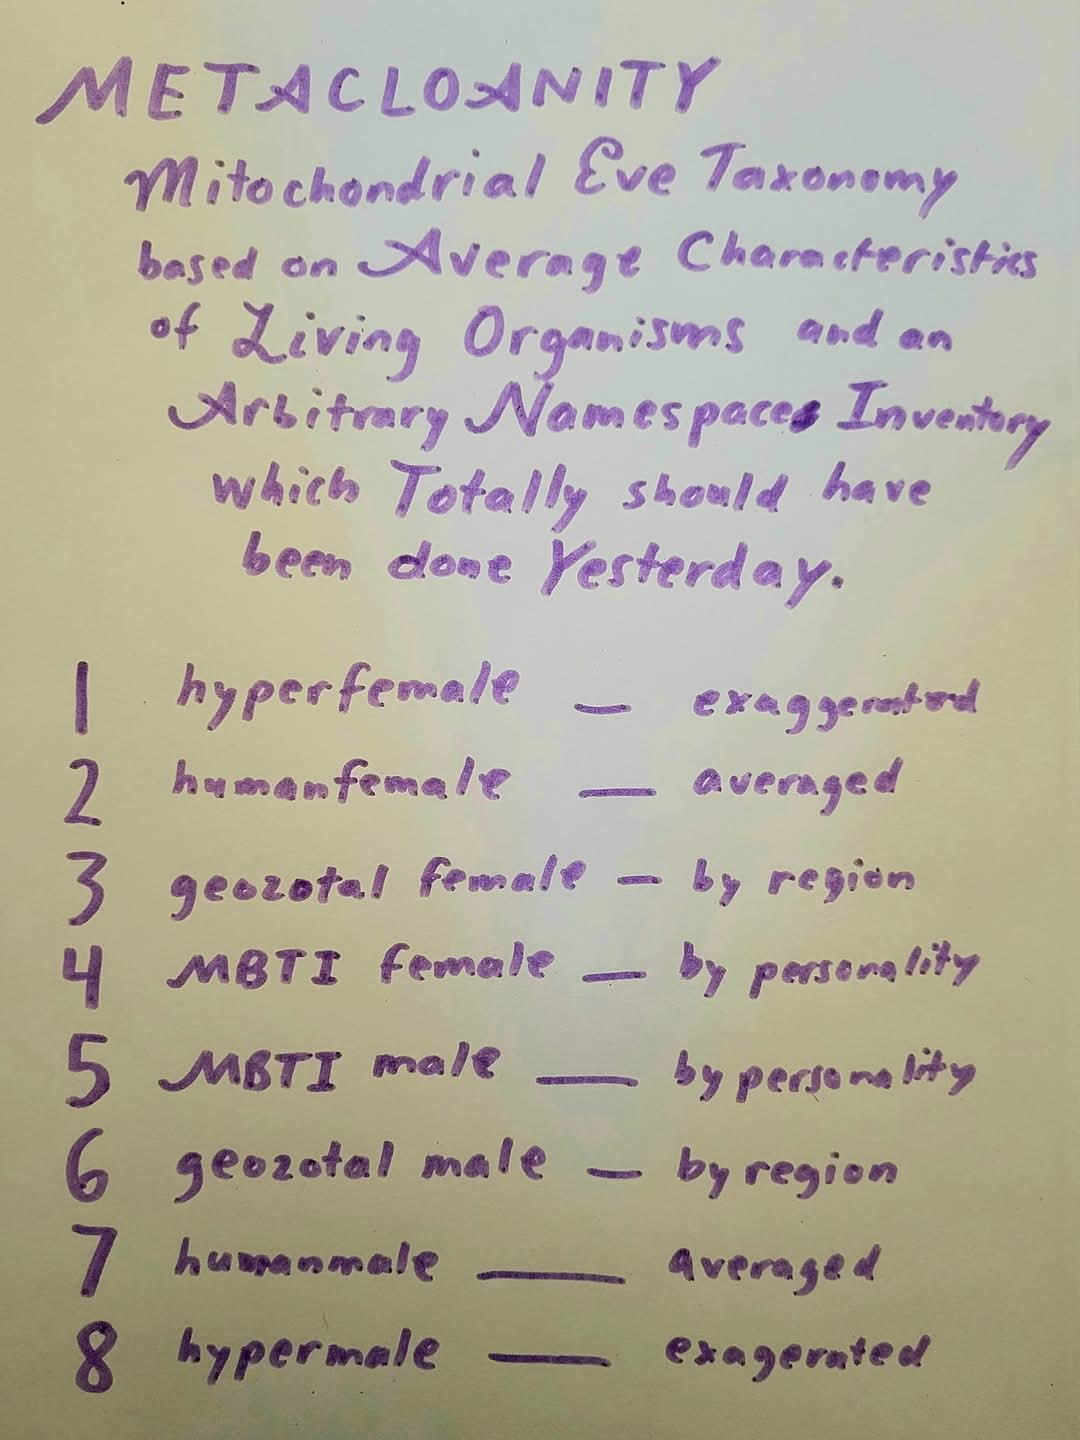 METACLOANITY
Mitochondrial Eve Taxonomy
based on Average Characteristics
of Living Organisms and an
Arbitrary Namespaces Inventory
which Totally should have
been done Yesterday.
1 hyperfemale — exaggerated
2 humanfemale — averaged
3 geozotal female — by region
4 MBTI female — by personality
5 MBTI male — by personality
6 geozotal male — by region
7 humanmale — averaged
8 hypermale — exagerated